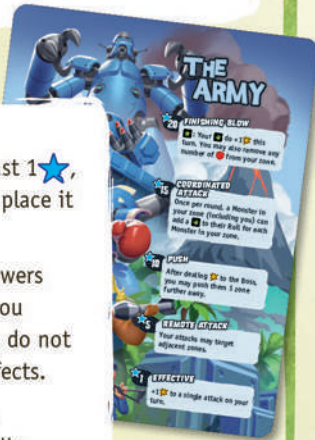 st 1
place it
wers
ou
do not
fects.
THE
ARMY
20 FINISHING BLOW
: Your do +1 this
turn. You may also remove any
number of from your zone.
15 COORDINATED
ATTACK
Once per round, a Monster in
your zone (including you) can
add a to their Roll for each
Monster in your zone.
10 PUSH
After dealing to the Boss,
you may push them 1 zone
further away.
5 REMOTE ATTACK
Your attacks may target
adjacent zones.
1 EFFECTIVE
+1 to a single attack on your
turn.